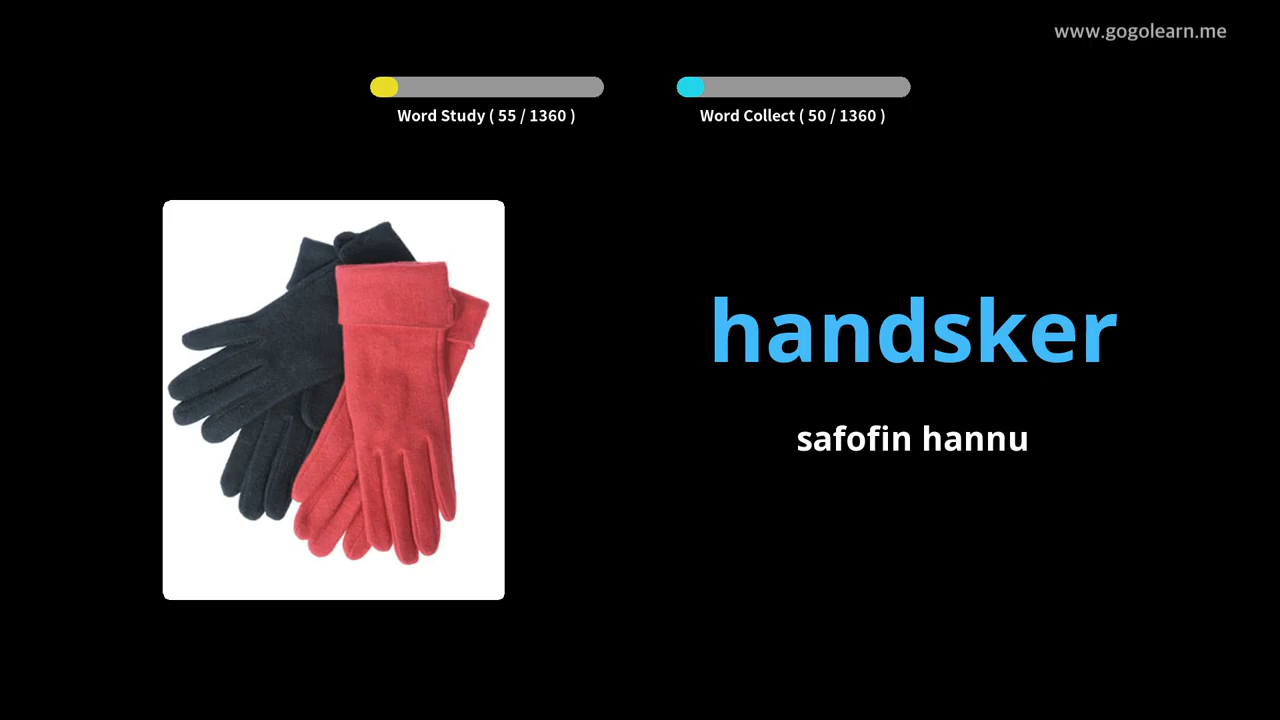 www.gogolearn.me
Word Study ( 55 / 1360 )
Word Collect ( 50 / 1360 )
handsker
safofin hannu